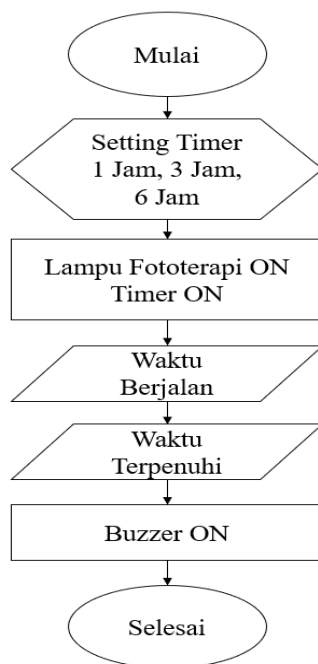 Mulai
Setting Timer
1 Jam, 3 Jam,
6 Jam
Lampu Fototerapi ON
Timer ON
Waktu
Berjalan
Waktu
Terpenuhi
Buzzer ON
Selesai